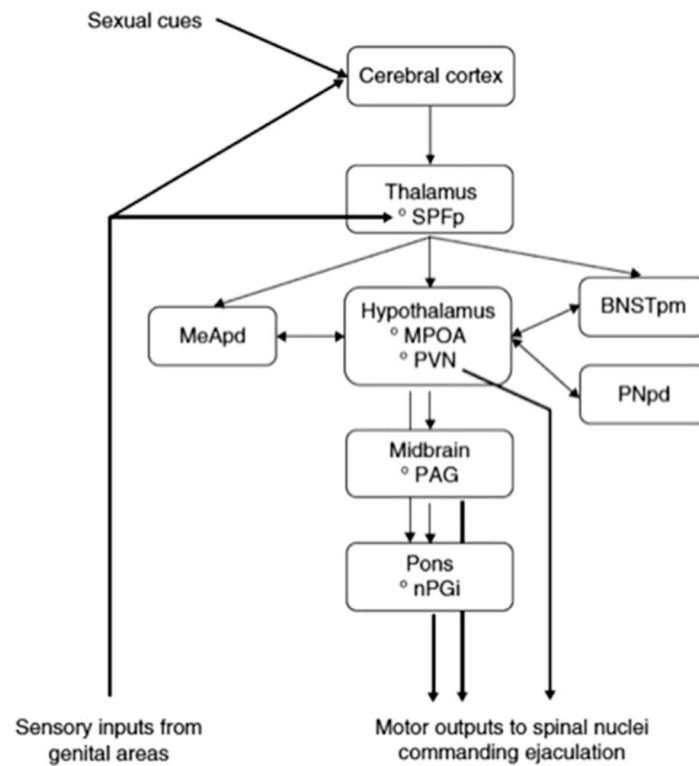 Sexual cues
Cerebral cortex
Thalamus
° SPFp
MeApd
Hypothalamus
° MPOA
° PVN
BNSTpm
PNpd
Midbrain
° PAG
Pons
° nPGi
Sensory inputs from
genital areas
Motor outputs to spinal nuclei
commanding ejaculation